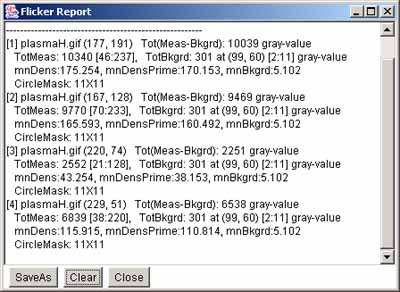 Flicker Report
-------------------------------------------------------
[1] plasmaH.gif (177, 191) Tot(Meas-Bkgrd): 10039 gray-value
TotMeas: 10340 [46:237], TotBkgrd: 301 at (99, 60) [2:11] gray-value
mnDens:175.254, mnDensPrime:170.153, mnBkgrd:5.102
CircleMask: 11X11
[2] plasmaH.gif (167, 128) Tot(Meas-Bkgrd): 9469 gray-value
TotMeas: 9770 [70:233], TotBkgrd: 301 at (99, 60) [2:11] gray-value
mnDens:165.593, mnDensPrime:160.492, mnBkgrd:5.102
CircleMask: 11X11
[3] plasmaH.gif (220, 74) Tot(Meas-Bkgrd): 2251 gray-value
TotMeas: 2552 [21:128], TotBkgrd: 301 at (99, 60) [2:11] gray-value
mnDens:43.254, mnDensPrime:38.153, mnBkgrd:5.102
CircleMask: 11X11
[4] plasmaH.gif (229, 51) Tot(Meas-Bkgrd): 6538 gray-value
TotMeas: 6839 [38:220], TotBkgrd: 301 at (99, 60) [2:11] gray-value
mnDens:115.915, mnDensPrime:110.814, mnBkgrd:5.102
CircleMask: 11X11
SaveAs Clear Close